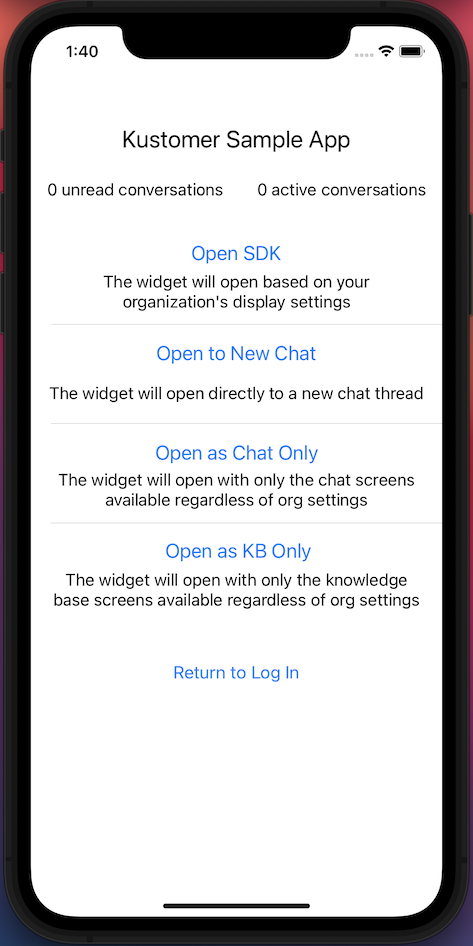 1:40
Kustomer Sample App
0 unread conversations 0 active conversations
Open SDK
The widget will open based on your
organization's display settings
Open to New Chat
The widget will open directly to a new chat thread
Open as Chat Only
The widget will open with only the chat screens
available regardless of org settings
Open as KB Only
The widget will open with only the knowledge
base screens available regardless of org settings
Return to Log In